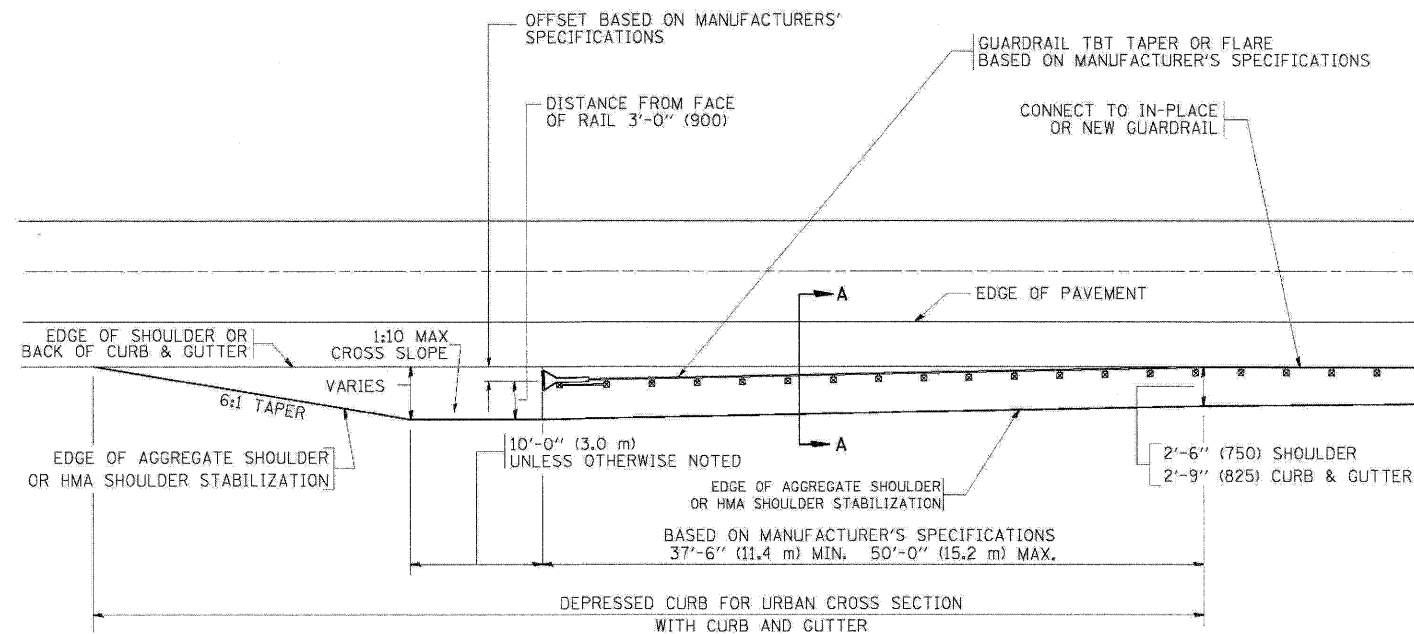 OFFSET BASED ON MANUFACTURERS'
SPECIFICATIONS
GUARDRAIL TBT TAPER OR FLARE
BASED ON MANUFACTURER'S SPECIFICATIONS
DISTANCE FROM FACE
OF RAIL 3'-0" (900)
CONNECT TO IN-PLACE
OR NEW GUARDRAIL
A
EDGE OF PAVEMENT
EDGE OF SHOULDER OR
BACK OF CURB & GUTTER
1:10 MAX
CROSS SLOPE
VARIES
6:1 TAPER
A
10'-0" (3.0 m)
UNLESS OTHERWISE NOTED
2'-6" (750) SHOULDER
2'-9" (825) CURB & GUTTER
EDGE OF AGGREGATE SHOULDER
OR HMA SHOULDER STABILIZATION
EDGE OF AGGREGATE SHOULDER
OR HMA SHOULDER STABILIZATION
BASED ON MANUFACTURER'S SPECIFICATIONS
37'-6" (11.4 m) MIN. 50'-0" (15.2 m) MAX.
DEPRESSED CURB FOR URBAN CROSS SECTION
WITH CURB AND GUTTER